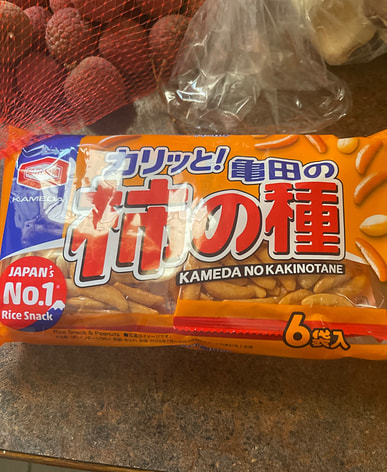 KAMEDA
カリッと! 亀田の
柿の種
KAMEDA NO KAKINOTANE
JAPAN's
No.1
Rice Snack
6袋入
Rice Snack & Peanuts